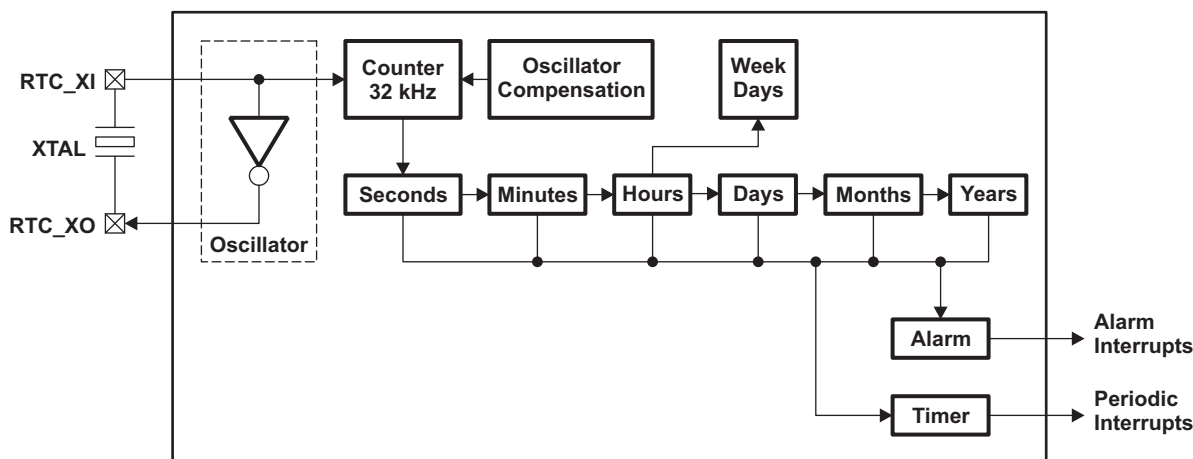 RTC_XI
XTAL
RTC_XO
Oscillator
Counter
32 kHz
Oscillator
Compensation
Week
Days
Seconds
Minutes
Hours
Days
Months
Years
Alarm
Alarm
Interrupts
Timer
Periodic
Interrupts